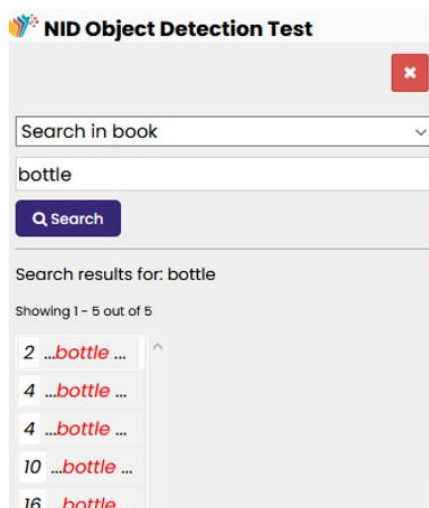 NID Object Detection Test
Search in book
bottle
Search
Search results for: bottle
Showing 1 - 5 out of 5
2 ...bottle ...
4 ...bottle ...
4 ...bottle ...
10 ...bottle ...
16 ...bottle